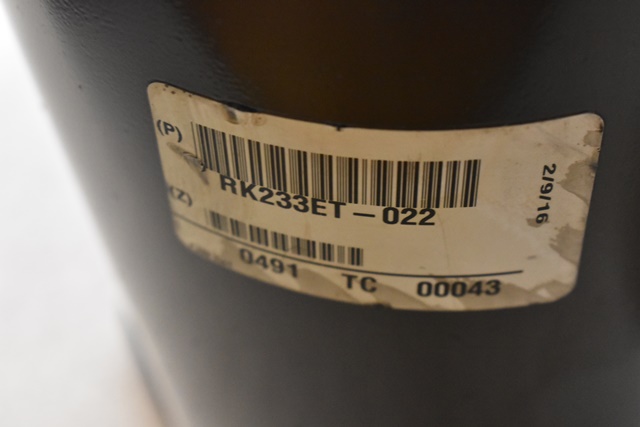 (P)
RK233ET-022
2/9/16
(Z)
0491 TC 00043